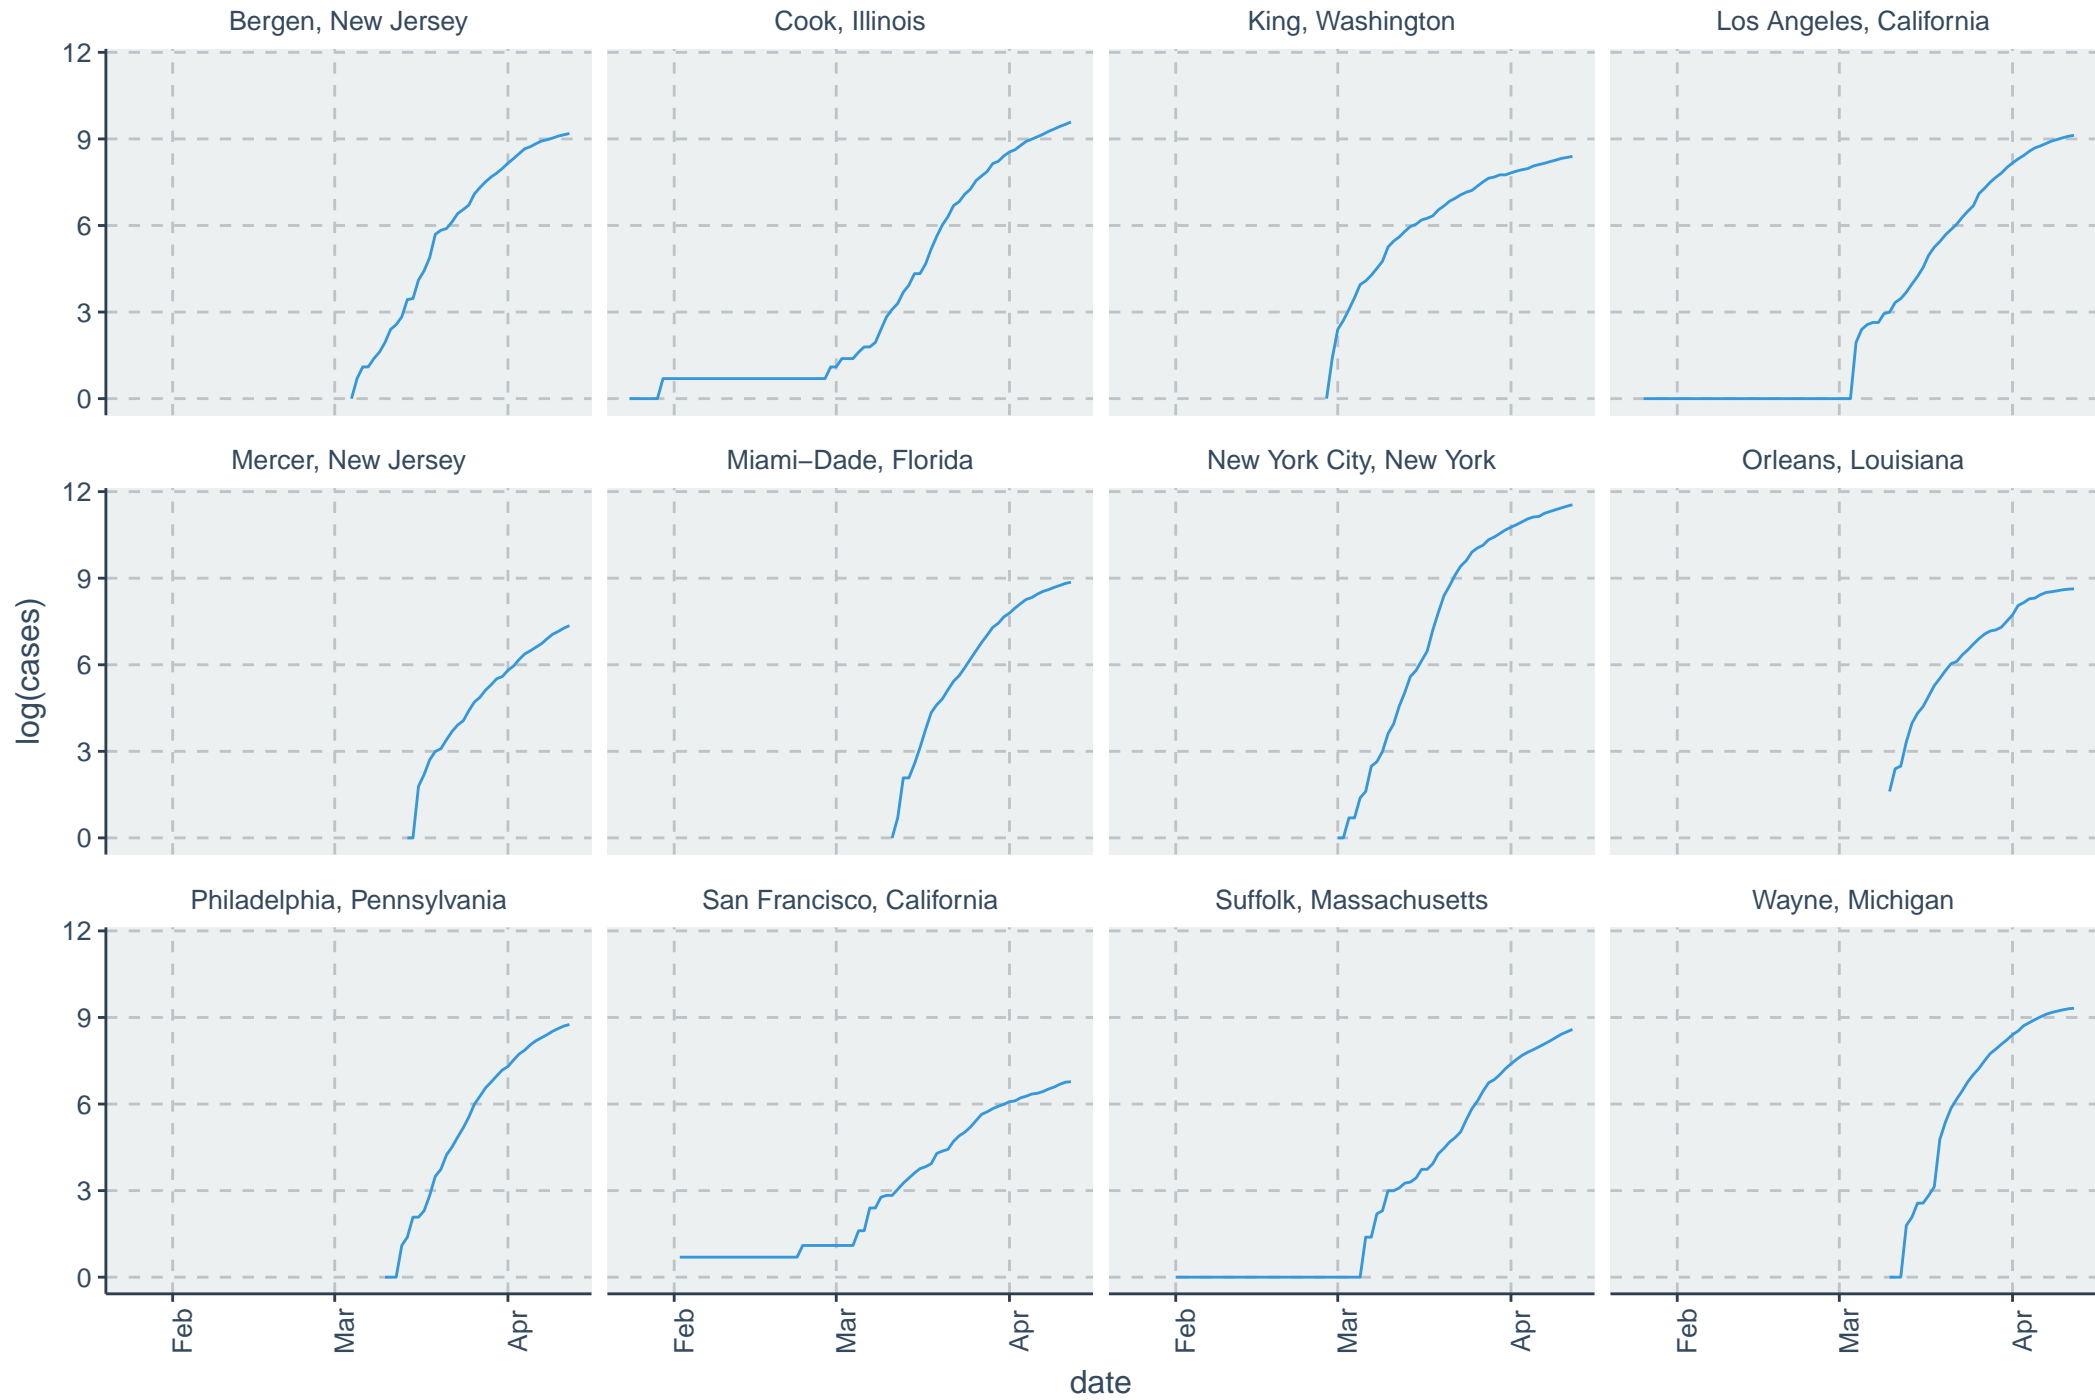 Bergen, New Jersey
Cook, Illinois
King, Washington
Los Angeles, California
12
9
6
3
0
Mercer, New Jersey
Miami−Dade, Florida
New York City, New York
Orleans, Louisiana
12
9
6
3
0
log(cases)
Philadelphia, Pennsylvania
San Francisco, California
Suffolk, Massachusetts
Wayne, Michigan
12
9
6
3
0
Feb
Mar
Apr
Feb
Mar
Apr
Feb
Mar
Apr
Feb
Mar
Apr
date